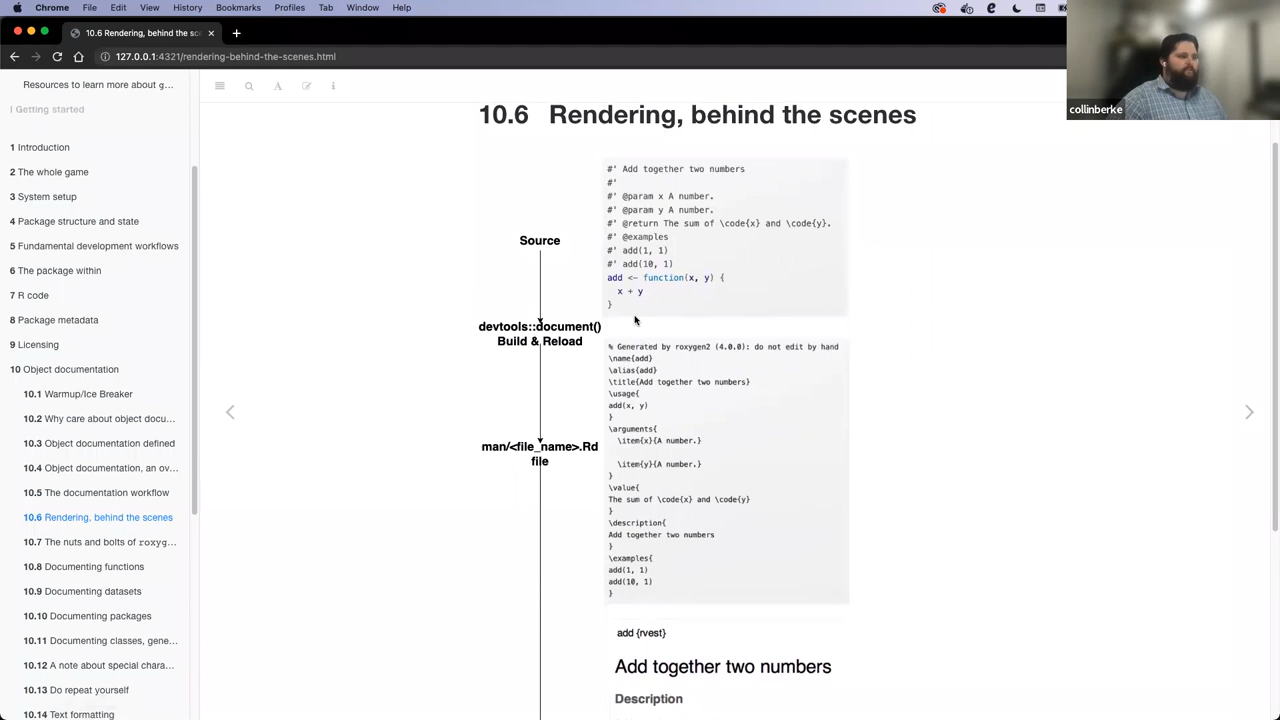 Chrome File Edit View History Bookmarks Profiles Tab Window Help
10.6 Rendering, behind the sce
127.0.0.1:4321/rendering-behind-the-scenes.html
collinberke
Resources to learn more about g…
I Getting started
1 Introduction
2 The whole game
3 System setup
4 Package structure and state
5 Fundamental development workflows
6 The package within
7 R code
8 Package metadata
9 Licensing
10 Object documentation
10.1 Warmup/Ice Breaker
10.2 Why care about object docu…
10.3 Object documentation defined
10.4 Object documentation, an ov…
10.5 The documentation workflow
10.6 Rendering, behind the scenes
10.7 The nuts and bolts of roxyg…
10.8 Documenting functions
10.9 Documenting datasets
10.10 Documenting packages
10.11 Documenting classes, gene…
10.12 A note about special chara…
10.13 Do repeat yourself
10.14 Text formatting
10.6 Rendering, behind the scenes
Source
devtools::document()
Build & Reload
man/<file_name>.Rd
file
#' Add together two numbers
#'
#' @param x A number.
#' @param y A number.
#' @return The sum of \code{x} and \code{y}.
#' @examples
#' add(1, 1)
#' add(10, 1)
add <- function(x, y) {
x + y
}
% Generated by roxygen2 (4.0.0): do not edit by hand
\name{add}
\alias{add}
\title{Add together two numbers}
\usage{
add(x, y)
}
\arguments{
\item{x}{A number.}
\item{y}{A number.}
}
\value{
The sum of \code{x} and \code{y}
}
\description{
Add together two numbers
}
\examples{
add(1, 1)
add(10, 1)
}
add {rvest}
Add together two numbers
Description